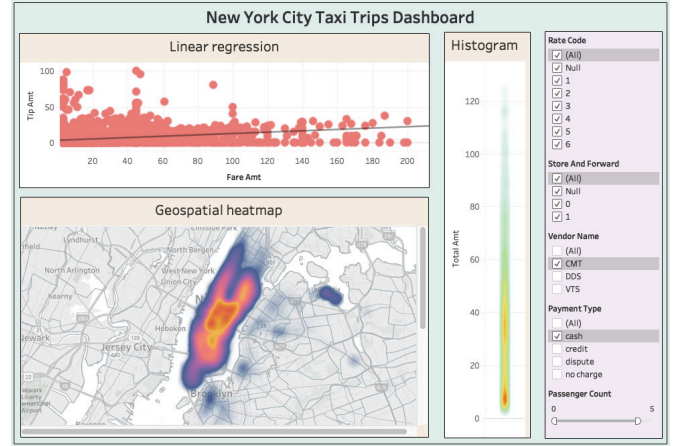 New York City Taxi Trips Dashboard
Linear regression
Tip Amt
100
50
0
20
40
60
80
100
120
140
160
180
200
Fare Amt
Geospatial heatmap
Lyndhurst
Cliffside Park
North Bergen
North Arlington
West New York
Union City
Kearny
Hoboken
Jersey City
Brooklyn
Histogram
Total Amt
120
100
80
60
40
20
0
Rate Code
(All)
Null
1
2
3
4
5
6
Store And Forward
(All)
Null
0
1
Vendor Name
(All)
CMT
DDS
VTS
Payment Type
(All)
cash
credit
dispute
no charge
Passenger Count
0
5